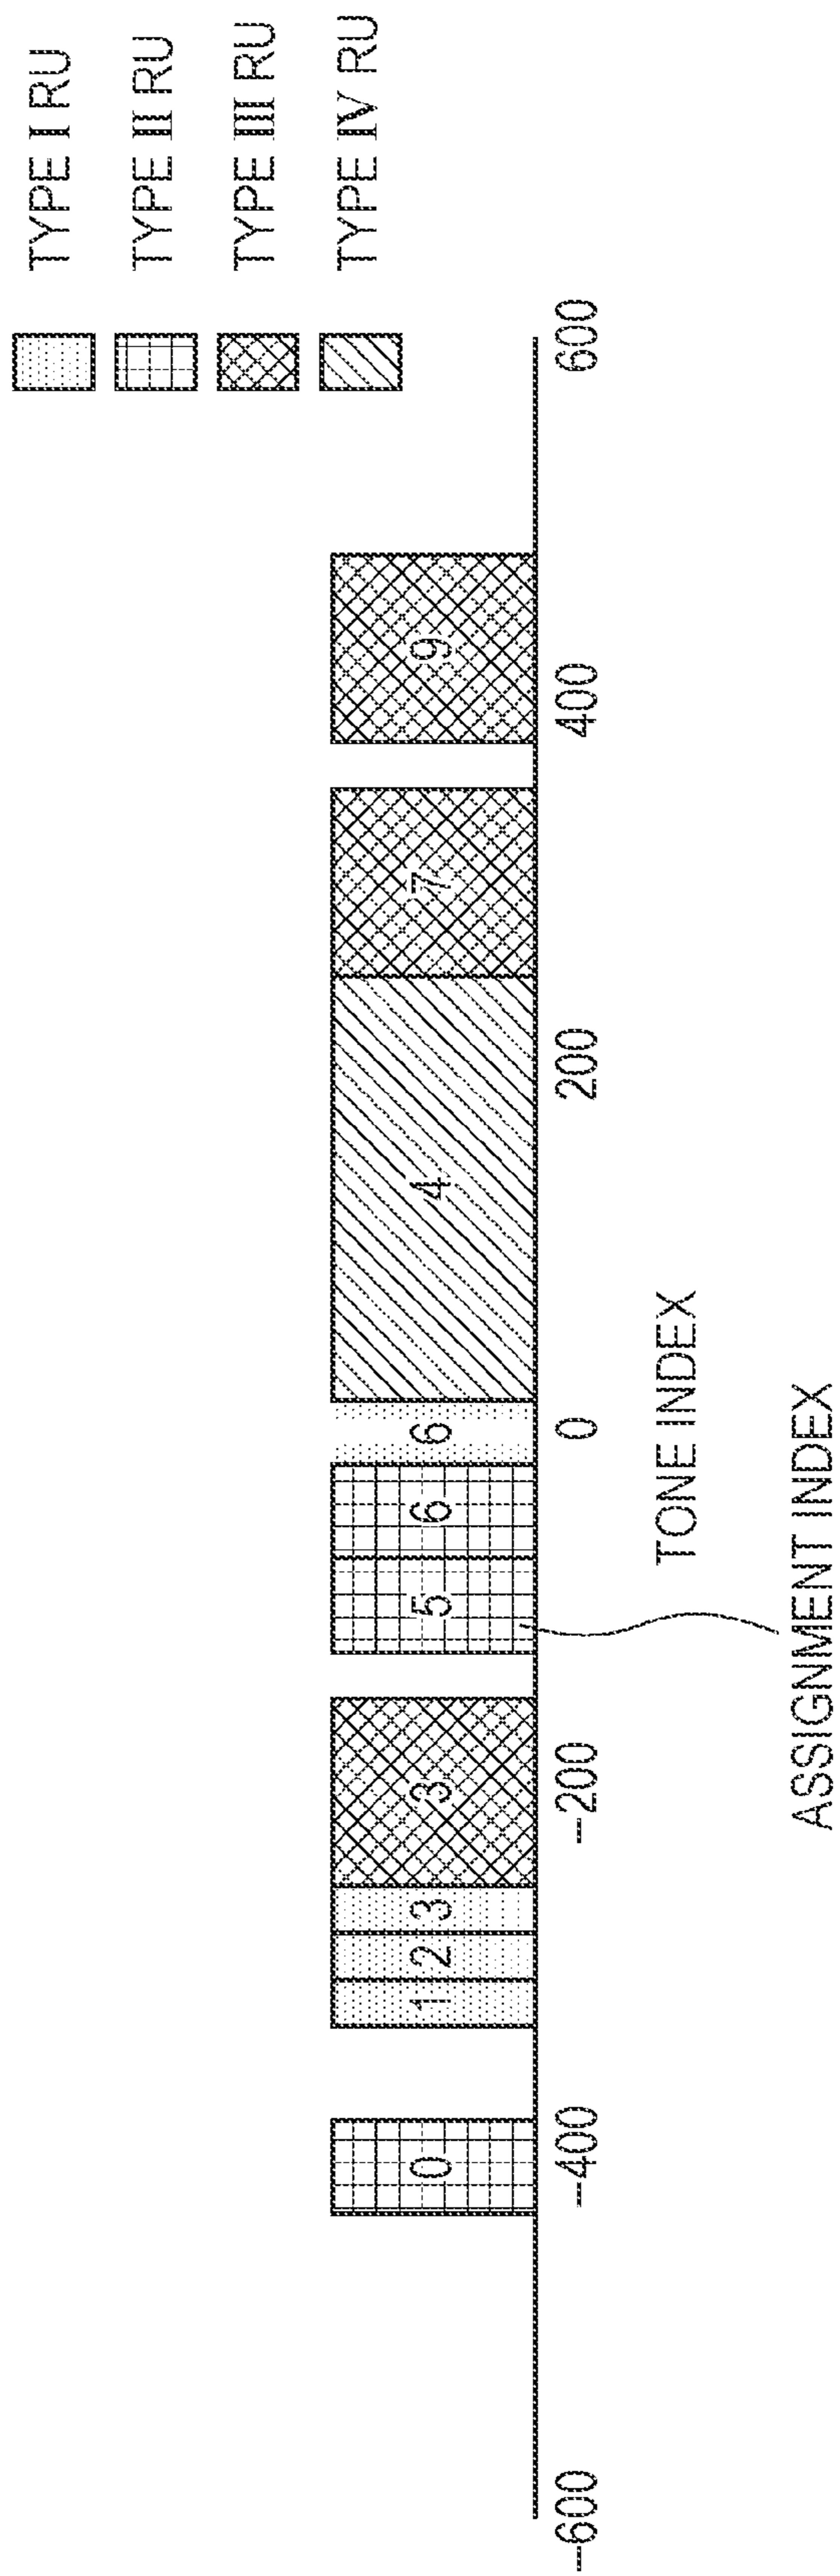 TYPE I RU
TYPE II RU
TYPE III RU
TYPE IV RU
0 1 2 3 3 5 6 6 4 7 9
-600 -400 -200 0 200 400 600
TONE INDEX
ASSIGNMENT INDEX